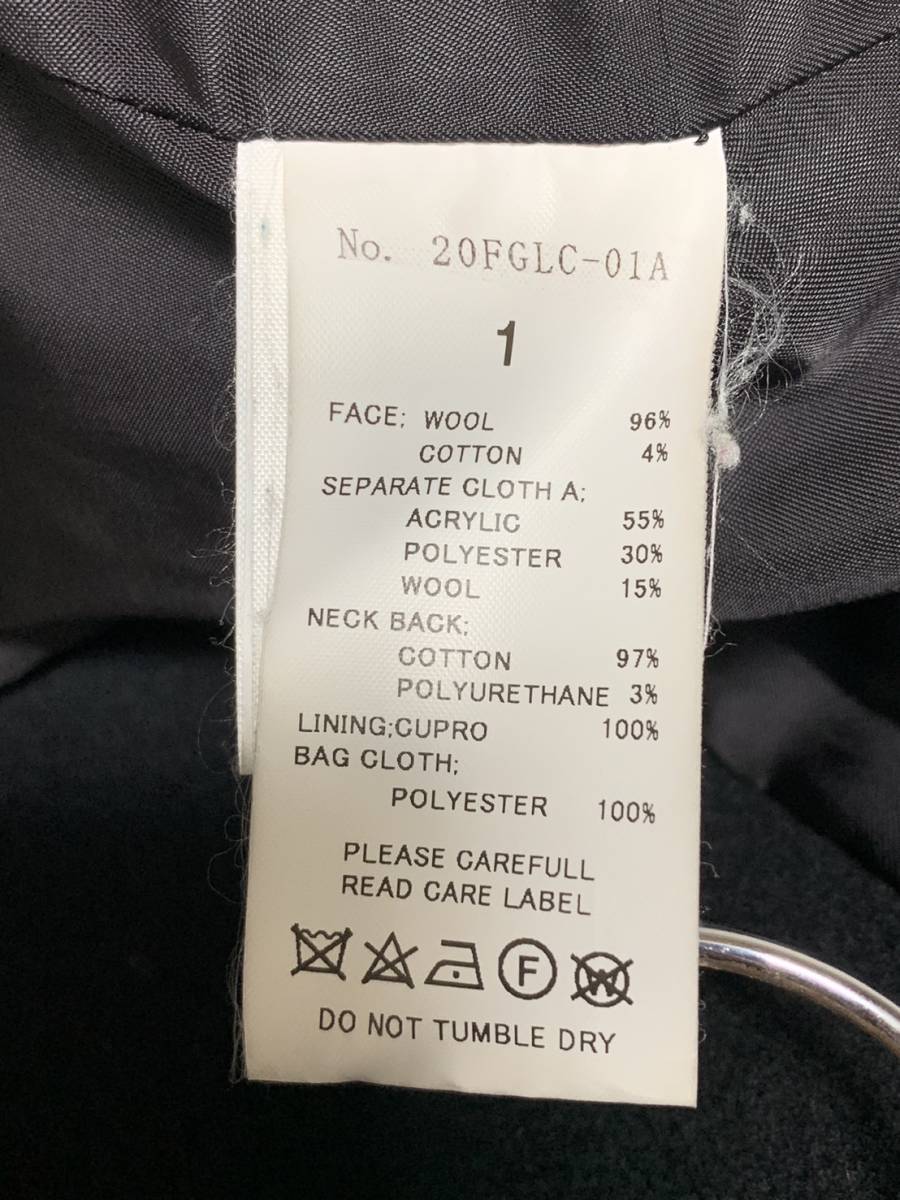 No. 20FGLC-01A
1
FACE; WOOL 96%
COTTON 4%
SEPARATE CLOTH A;
ACRYLIC 55%
POLYESTER 30%
WOOL 15%
NECK BACK;
COTTON 97%
POLYURETHANE 3%
LINING;CUPRO 100%
BAG CLOTH;
POLYESTER 100%
PLEASE CAREFULL
READ CARE LABEL
F W
DO NOT TUMBLE DRY